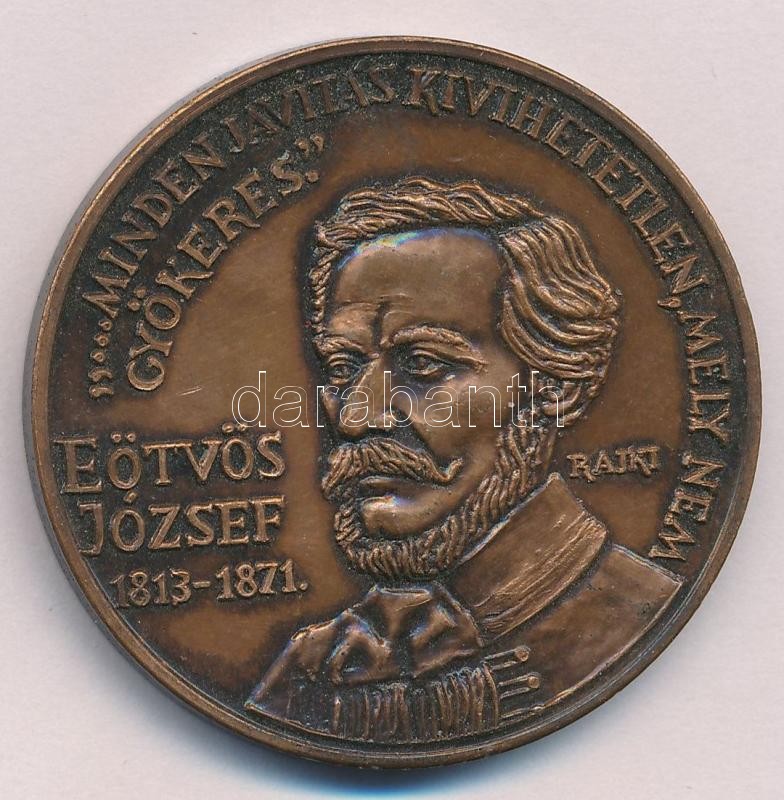 „...MINDEN JAVITÁS KIVIHETETLEN, MELY NEM
GYÖKERES.”
EÖTVÖS
JÓZSEF
1813-1871.
RAJKI
darabanth